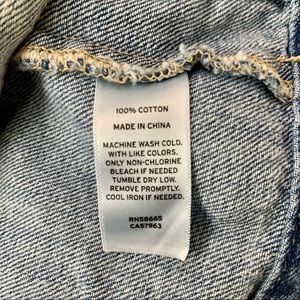 100% COTTON
MADE IN CHINA
MACHINE WASH COLD.
WITH LIKE COLORS.
ONLY NON-CHLORINE
BLEACH IF NEEDED
TUMBLE DRY LOW.
REMOVE PROMPTLY.
COOL IRON IF NEEDED.
RN58665
CA57963